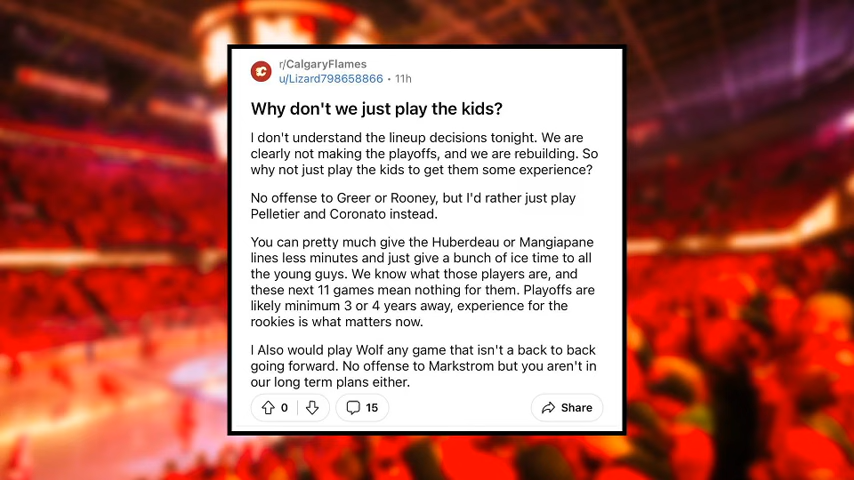 r/CalgaryFlames
u/Lizard798658866 • 11h
Why don't we just play the kids?
I don't understand the lineup decisions tonight. We are
clearly not making the playoffs, and we are rebuilding. So
why not just play the kids to get them some experience?
No offense to Greer or Rooney, but I'd rather just play
Pelletier and Coronato instead.
You can pretty much give the Huberdeau or Mangiapane
lines less minutes and just give a bunch of ice time to all
the young guys. We know what those players are, and
these next 11 games mean nothing for them. Playoffs are
likely minimum 3 or 4 years away, experience for the
rookies is what matters now.
I Also would play Wolf any game that isn't a back to back
going forward. No offense to Markstrom but you aren't in
our long term plans either.
0 15 Share